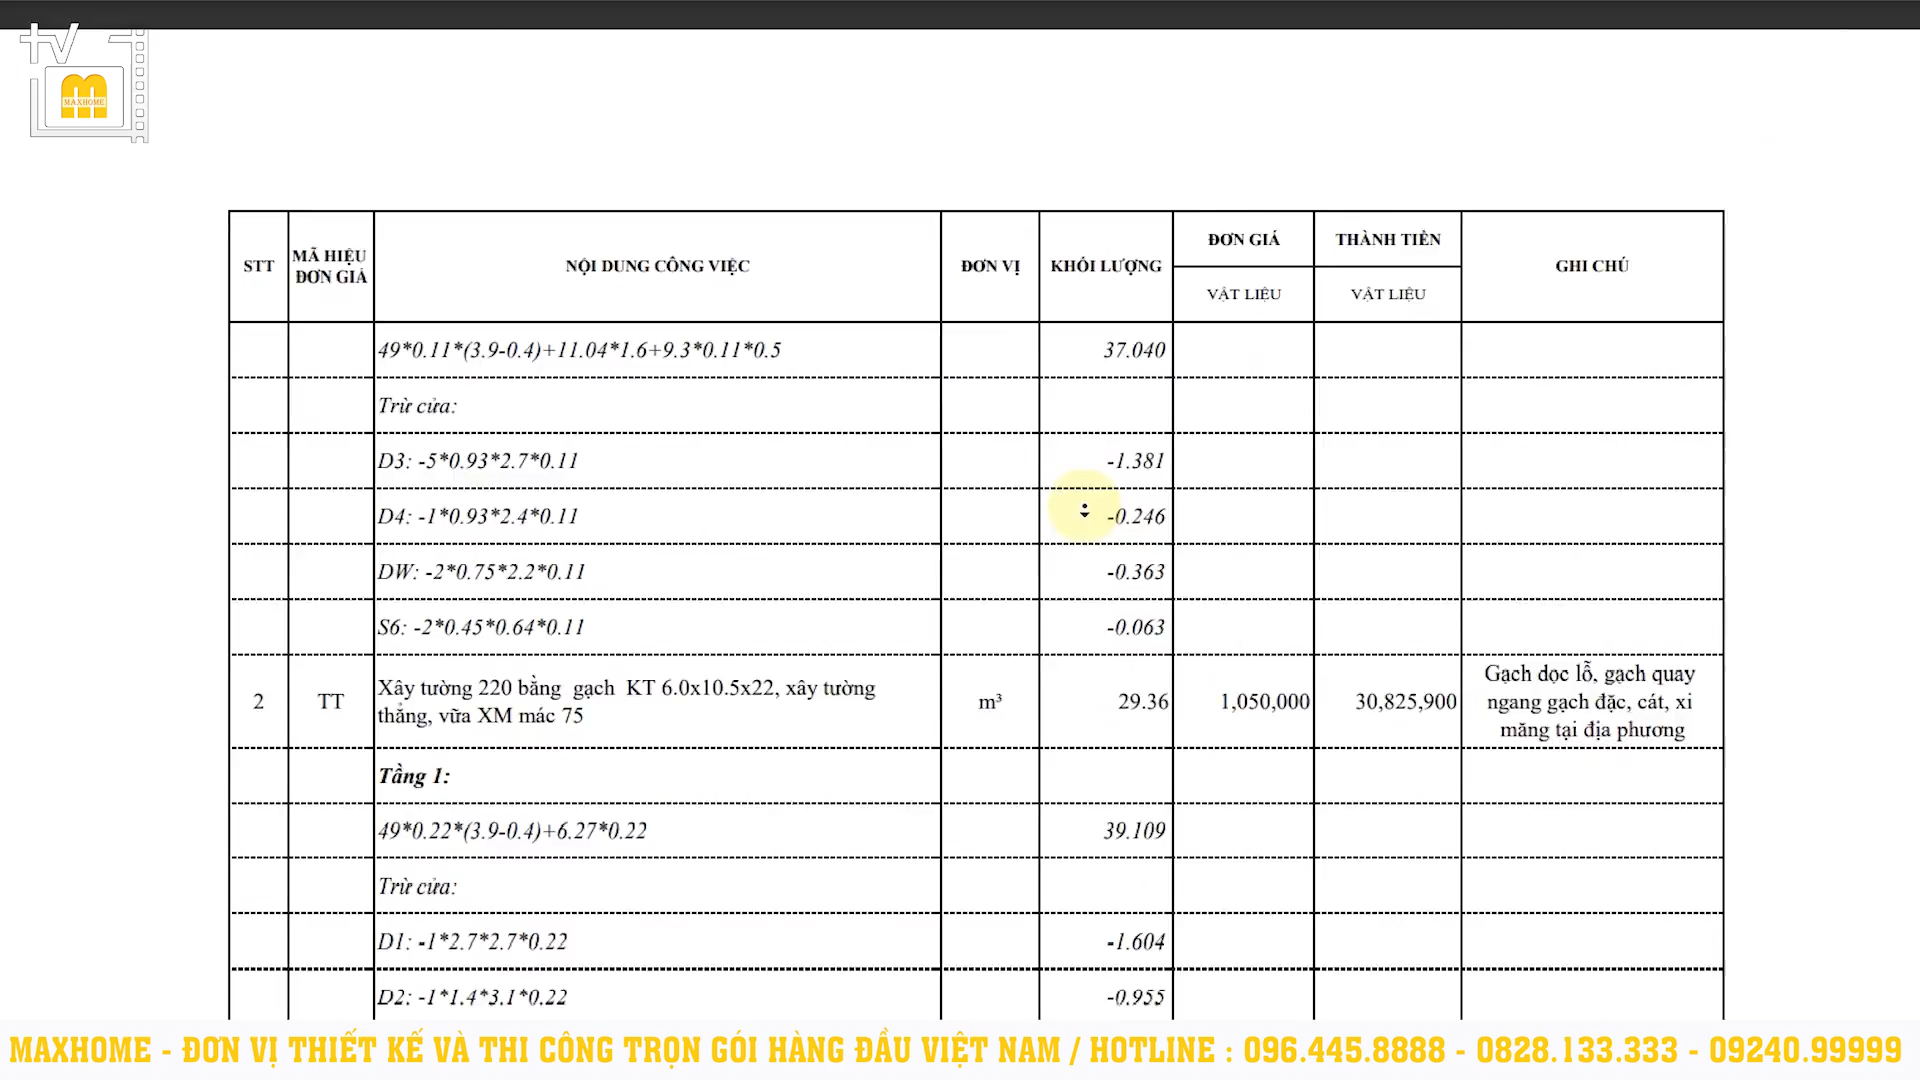 tv
MAXHOME
STT
MÃ HIỆU
ĐƠN GIÁ
NỘI DUNG CÔNG VIỆC
ĐƠN VỊ
KHỐI LƯỢNG
ĐƠN GIÁ
THÀNH TIỀN
GHI CHÚ
VẬT LIỆU
VẬT LIỆU
49*0.11*(3.9-0.4)+11.04*1.6+9.3*0.11*0.5 37.040
Trừ cửa:
D3: -5*0.93*2.7*0.11 -1.381
D4: -1*0.93*2.4*0.11 -0.246
DW: -2*0.75*2.2*0.11 -0.363
S6: -2*0.45*0.64*0.11 -0.063
2 TT
Xây tường 220 bằng gạch KT 6.0x10.5x22, xây tường
thẳng, vữa XM mác 75
m³ 29.36 1,050,000 30,825,900
Gạch dọc lỗ, gạch quay
ngang gạch đặc, cát, xi
măng tại địa phương
Tầng 1:
49*0.22*(3.9-0.4)+6.27*0.22 39.109
Trừ cửa:
D1: -1*2.7*2.7*0.22 -1.604
D2: -1*1.4*3.1*0.22 -0.955
MAXHOME - ĐƠN VỊ THIẾT KẾ VÀ THI CÔNG TRỌN GÓI HÀNG ĐẦU VIỆT NAM / HOTLINE : 096.445.8888 - 0828.133.333 - 09240.99999